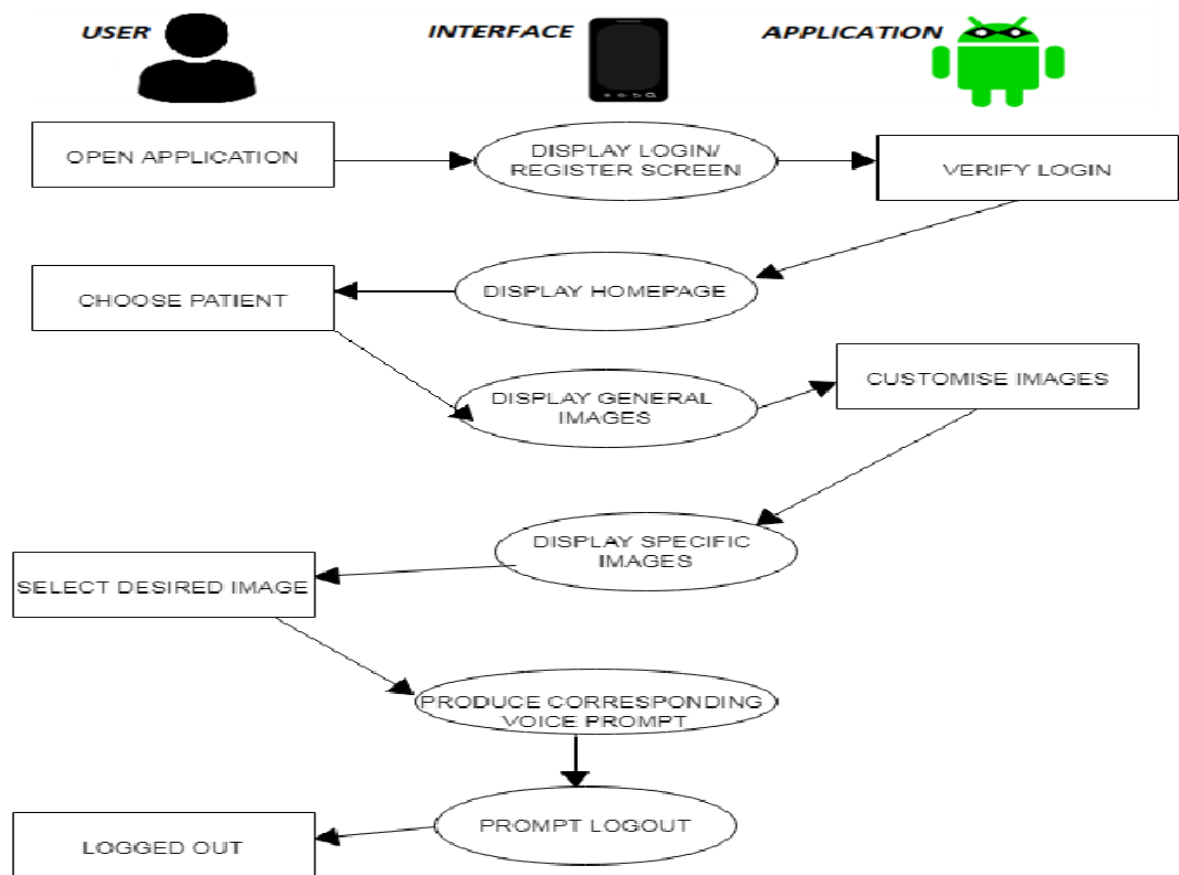 USER
INTERFACE
APPLICATION
OPEN APPLICATION
DISPLAY LOGIN/
REGISTER SCREEN
VERIFY LOGIN
CHOOSE PATIENT
DISPLAY HOMEPAGE
DISPLAY GENERAL
IMAGES
CUSTOMISE IMAGES
DISPLAY SPECIFIC
IMAGES
SELECT DESIRED IMAGE
PRODUCE CORRESPONDING
VOICE PROMPT
PROMPT LOGOUT
LOGGED OUT